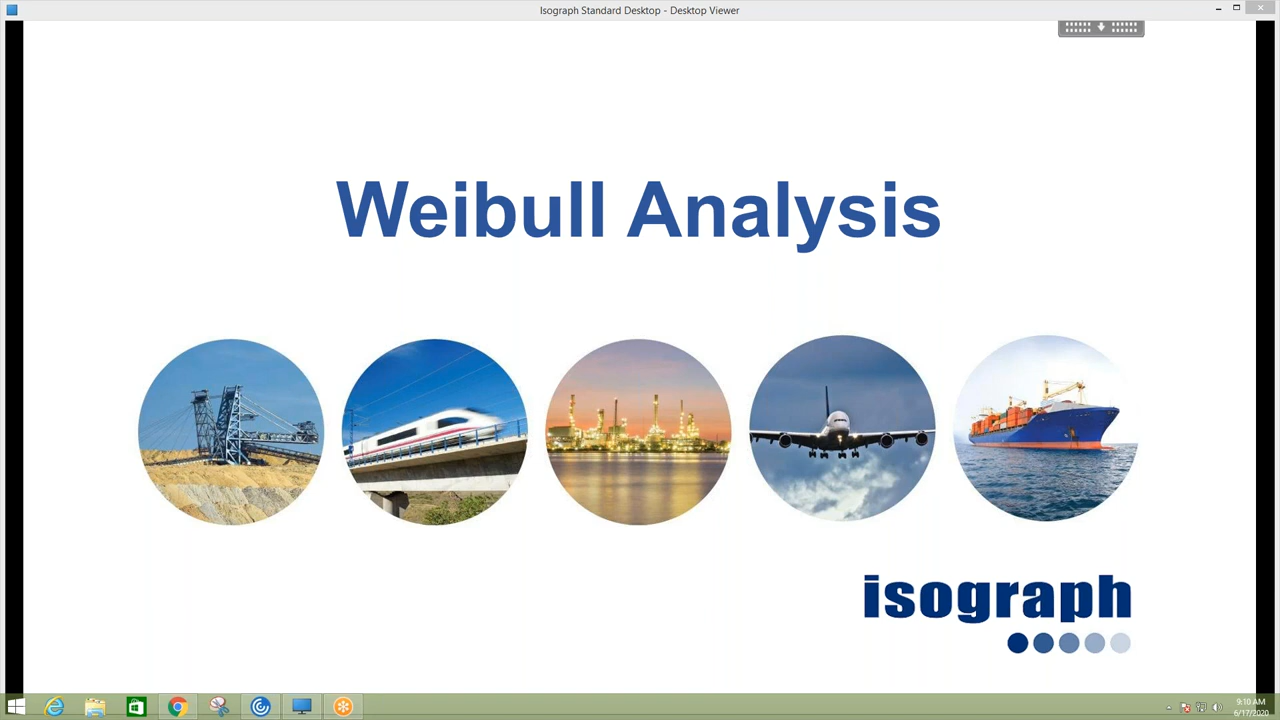 Isograph Standard Desktop - Desktop Viewer
Weibull Analysis
isograph
9:10 AM
6/17/2020